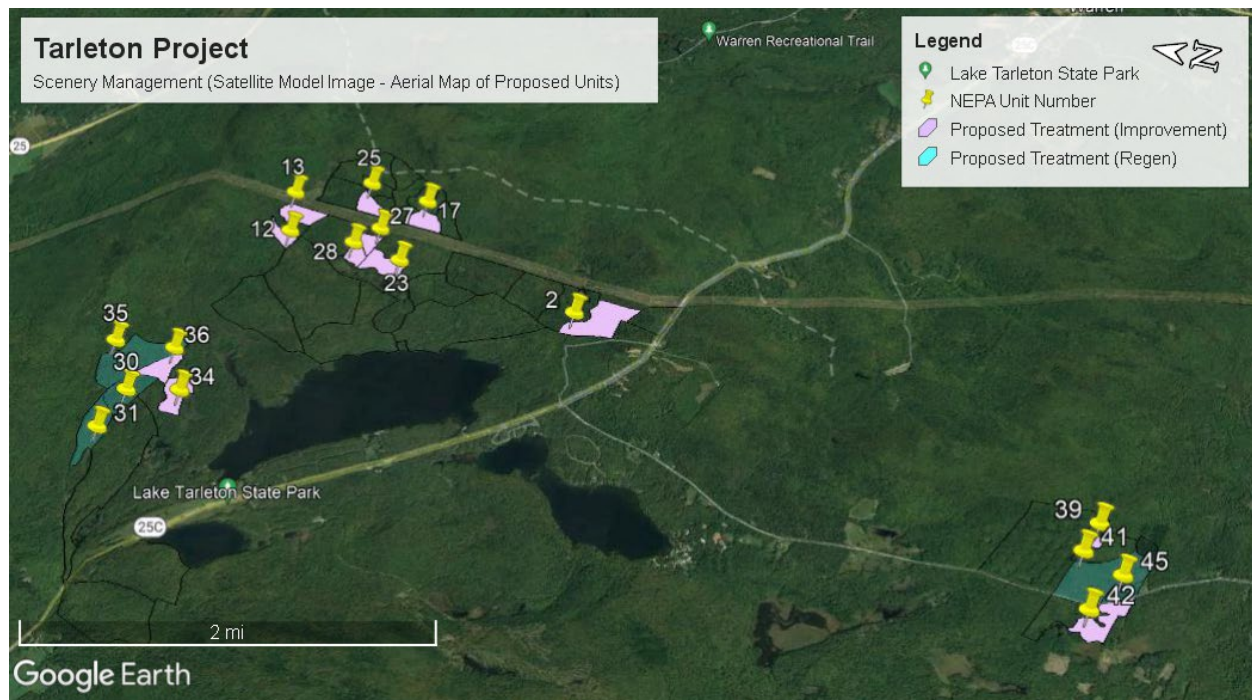 Tarleton Project
Scenery Management (Satellite Model Image - Aerial Map of Proposed Units)
Warren
Warren Recreational Trail
25C
Legend
N
Lake Tarleton State Park
NEPA Unit Number
Proposed Treatment (Improvement)
Proposed Treatment (Regen)
25
13
25
17
12
27
28
23
2
35
36
30
34
31
Lake Tarleton State Park
25C
39
41
45
42
2 mi
Google Earth